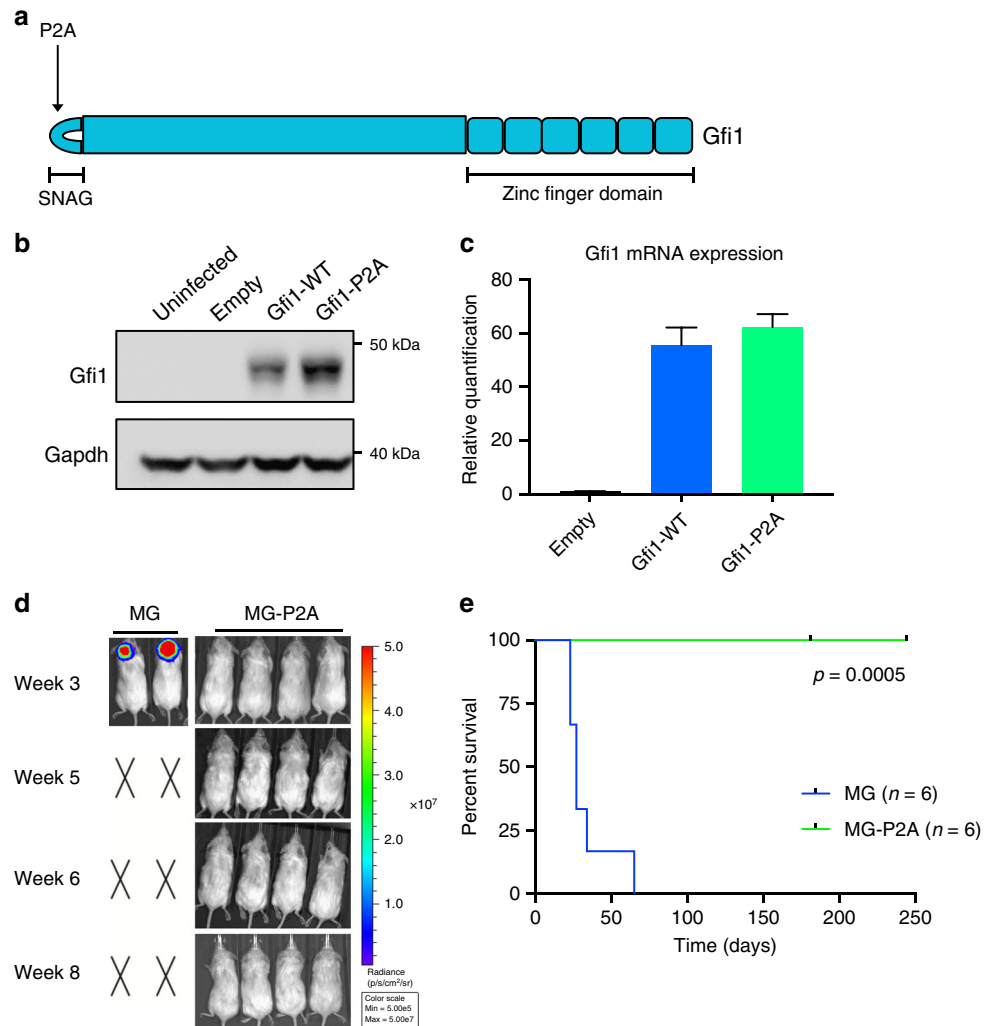 a
P2A
Gfi1
SNAG
Zinc finger domain
b
Uninfected
Empty
Gfi1-WT
Gfi1-P2A
50 kDa
Gfi1
Gapdh
40 kDa
c
Gfi1 mRNA expression
Relative quantification
80
60
40
20
0
Empty
Gfi1-WT
Gfi1-P2A
d
MG
MG-P2A
Week 3
Week 5
Week 6
Week 8
5.0
4.0
3.0
×10⁷
2.0
1.0
Radiance
(p/s/cm²/sr)
Color scale
Min = 5.00e5
Max = 5.00e7
e
Percent survival
100
75
50
25
0
p = 0.0005
MG (n = 6)
MG-P2A (n = 6)
0 50 100 150 200 250
Time (days)